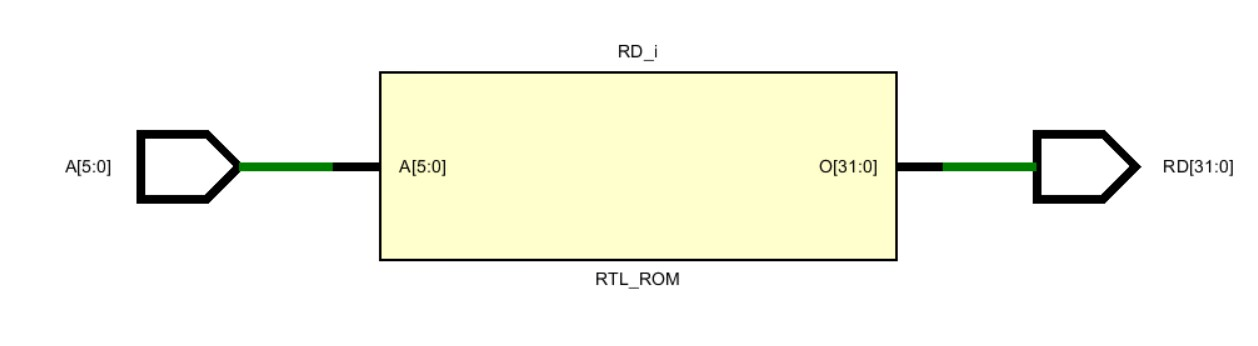 RD_i
A[5:0]
A[5:0]
O[31:0]
RD[31:0]
RTL_ROM